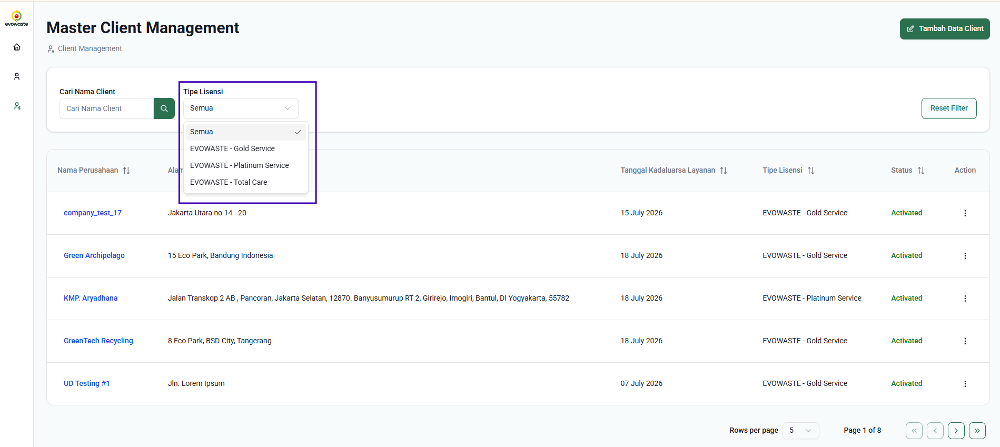 evowaste
Master Client Management
Tambah Data Client
Client Management
Cari Nama Client
Cari Nama Client
Tipe Lisensi
Semua
Reset Filter
Semua
EVOWASTE - Gold Service
EVOWASTE - Platinum Service
EVOWASTE - Total Care
Nama Perusahaan Alam Tanggal Kadaluarsa Layanan Tipe Lisensi Status Action
company_test_17 Jakarta Utara no 14 - 20 15 July 2026 EVOWASTE - Gold Service Activated
Green Archipelago 15 Eco Park, Bandung Indonesia 18 July 2026 EVOWASTE - Gold Service Activated
KMP. Aryadhana Jalan Transkop 2 AB , Pancoran, Jakarta Selatan, 12870. Banyusumurup RT 2, Girirejo, Imogiri, Bantul, DI Yogyakarta, 55782 18 July 2026 EVOWASTE - Platinum Service Activated
GreenTech Recycling 8 Eco Park, BSD City, Tangerang 18 July 2026 EVOWASTE - Gold Service Activated
UD Testing #1 Jln. Lorem Ipsum 07 July 2026 EVOWASTE - Gold Service Activated
Rows per page 5 Page 1 of 8